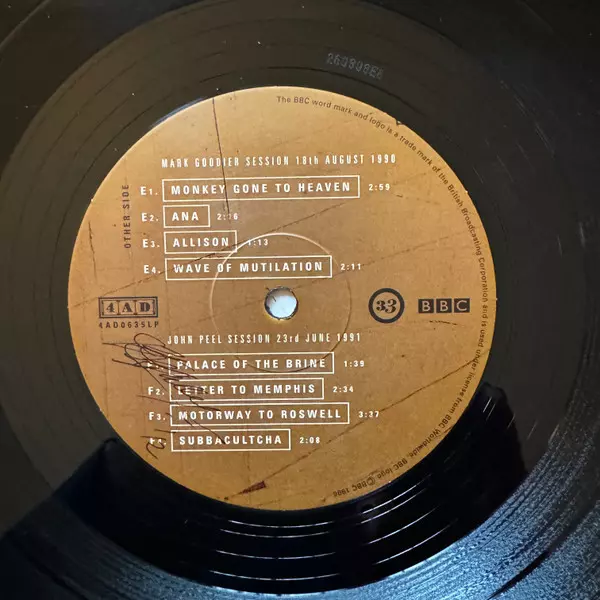 MARK GOODIER SESSION 18th AUGUST 1990
E1. MONKEY GONE TO HEAVEN 2:59
E2. ANA 2:16
E3. ALLISON 1:13
E4. WAVE OF MUTILATION 2:11
OTHER SIDE
4AD
4AD0635LP
33
BBC
JOHN PEEL SESSION 23rd JUNE 1991
PALACE OF THE BRINE 1:39
F2. LETTER TO MEMPHIS 2:34
F3. MOTORWAY TO ROSWELL 3:37
SUBBACULTCHA 2:08
The BBC word mark and logo is a trade mark of the British Broadcasting Corporation and is used under license from BBC Worldwide. BBC logo ©BBC 1996